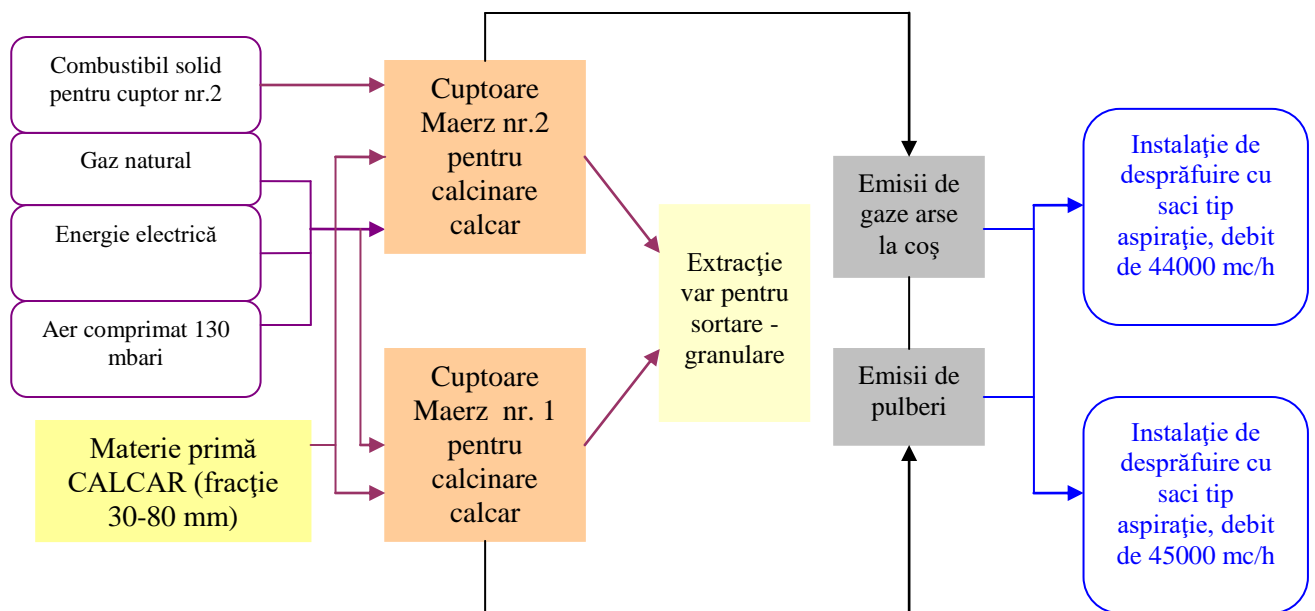 Combustibil solid
pentru cuptor nr.2
Gaz natural
Energie electrică
Aer comprimat 130
mbari
Materie primă
CALCAR (fracţie
30-80 mm)
Cuptoare
Maerz nr.2
pentru
calcinare
calcar
Cuptoare
Maerz nr. 1
pentru
calcinare
calcar
Extracţie
var pentru
sortare -
granulare
Emisii de
gaze arse
la coş
Emisii de
pulberi
Instalaţie de
desprăfuire cu
saci tip
aspiraţie, debit
de 44000 mc/h
Instalaţie de
desprăfuire cu
saci tip
aspiraţie, debit
de 45000 mc/h